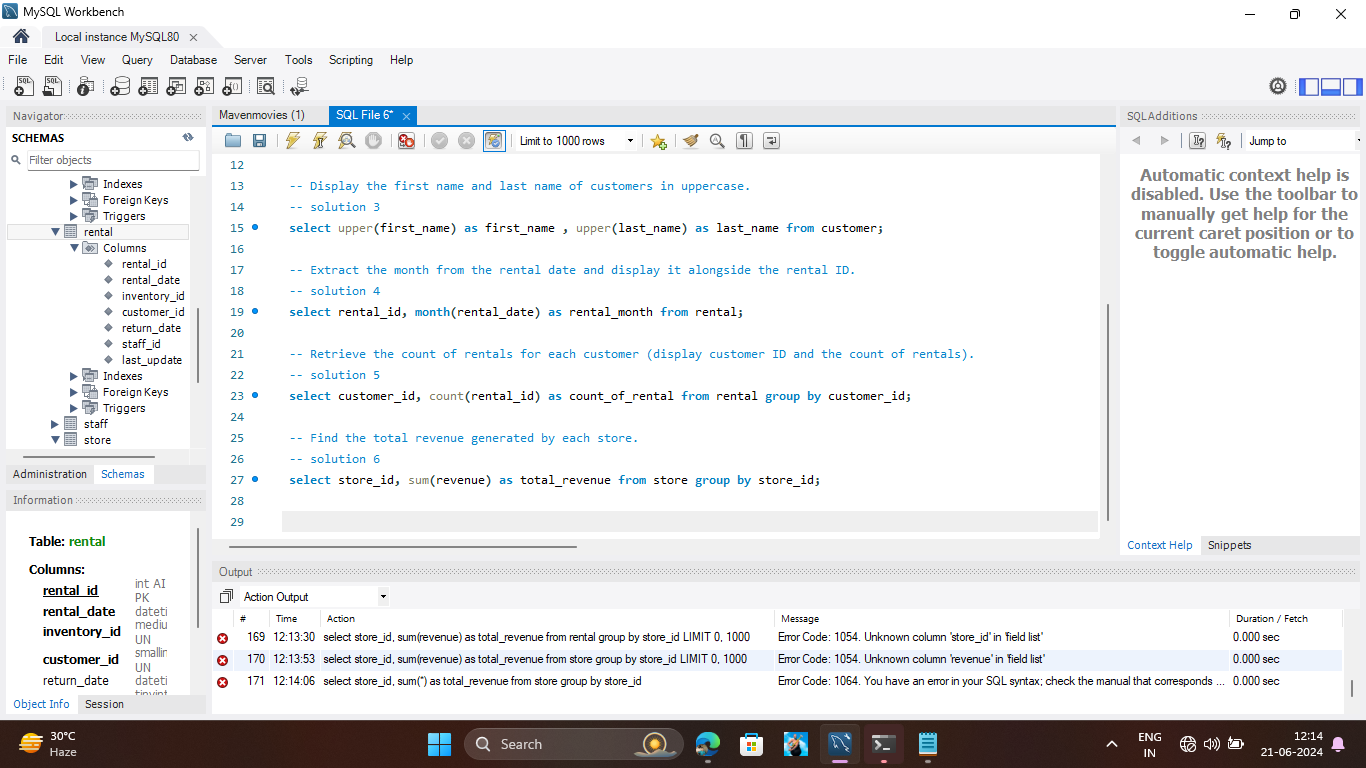 MySQL Workbench
Local instance MySQL80
File Edit View Query Database Server Tools Scripting Help
Navigator
SCHEMAS
Filter objects
Indexes
Foreign Keys
Triggers
rental
Columns
rental_id
rental_date
inventory_id
customer_id
return_date
staff_id
last_update
Indexes
Foreign Keys
Triggers
staff
store
Administration Schemas
Information
Table: rental
Columns:
rental_id int AI
PK
rental_date dateti
inventory_id mediu
UN
customer_id smallin
UN
return_date dateti
Object Info Session
Mavenmovies (1) SQL File 6*
Limit to 1000 rows
12
13 -- Display the first name and last name of customers in uppercase.
14 -- solution 3
15 select upper(first_name) as first_name , upper(last_name) as last_name from customer;
16
17 -- Extract the month from the rental date and display it alongside the rental ID.
18 -- solution 4
19 select rental_id, month(rental_date) as rental_month from rental;
20
21 -- Retrieve the count of rentals for each customer (display customer ID and the count of rentals).
22 -- solution 5
23 select customer_id, count(rental_id) as count_of_rental from rental group by customer_id;
24
25 -- Find the total revenue generated by each store.
26 -- solution 6
27 select store_id, sum(revenue) as total_revenue from store group by store_id;
28
29
SQLAdditions
Jump to
Automatic context help is
disabled. Use the toolbar to
manually get help for the
current caret position or to
toggle automatic help.
Context Help Snippets
Output
Action Output
# Time Action Message Duration / Fetch
169 12:13:30 select store_id, sum(revenue) as total_revenue from rental group by store_id LIMIT 0, 1000 Error Code: 1054. Unknown column 'store_id' in 'field list' 0.000 sec
170 12:13:53 select store_id, sum(revenue) as total_revenue from store group by store_id LIMIT 0, 1000 Error Code: 1054. Unknown column 'revenue' in 'field list' 0.000 sec
171 12:14:06 select store_id, sum(*) as total_revenue from store group by store_id Error Code: 1064. You have an error in your SQL syntax; check the manual that corresponds ... 0.000 sec
30°C
Haze
Search
ENG
IN
12:14
21-06-2024